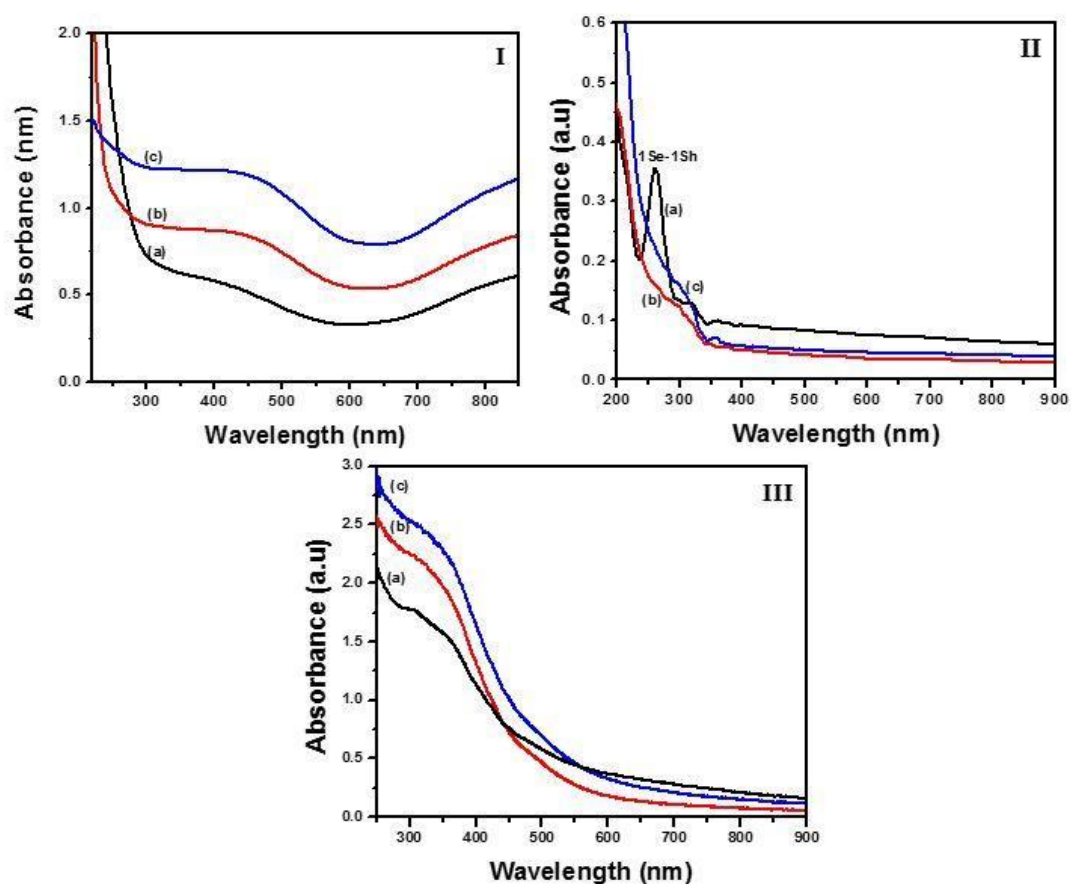 I
Absorbance (nm)
2.0
1.5
1.0
0.5
0.0
(c)
(b)
(a)
300 400 500 600 700 800
Wavelength (nm)
II
Absorbance (a.u)
0.6
0.5
0.4
0.3
0.2
0.1
0.0
1Se-1Sh
(a)
(c)
(b)
200 300 400 500 600 700 800 900
Wavelength (nm)
III
Absorbance (a.u)
3.0
2.5
2.0
1.5
1.0
0.5
0.0
(c)
(b)
(a)
300 400 500 600 700 800 900
Wavelength (nm)